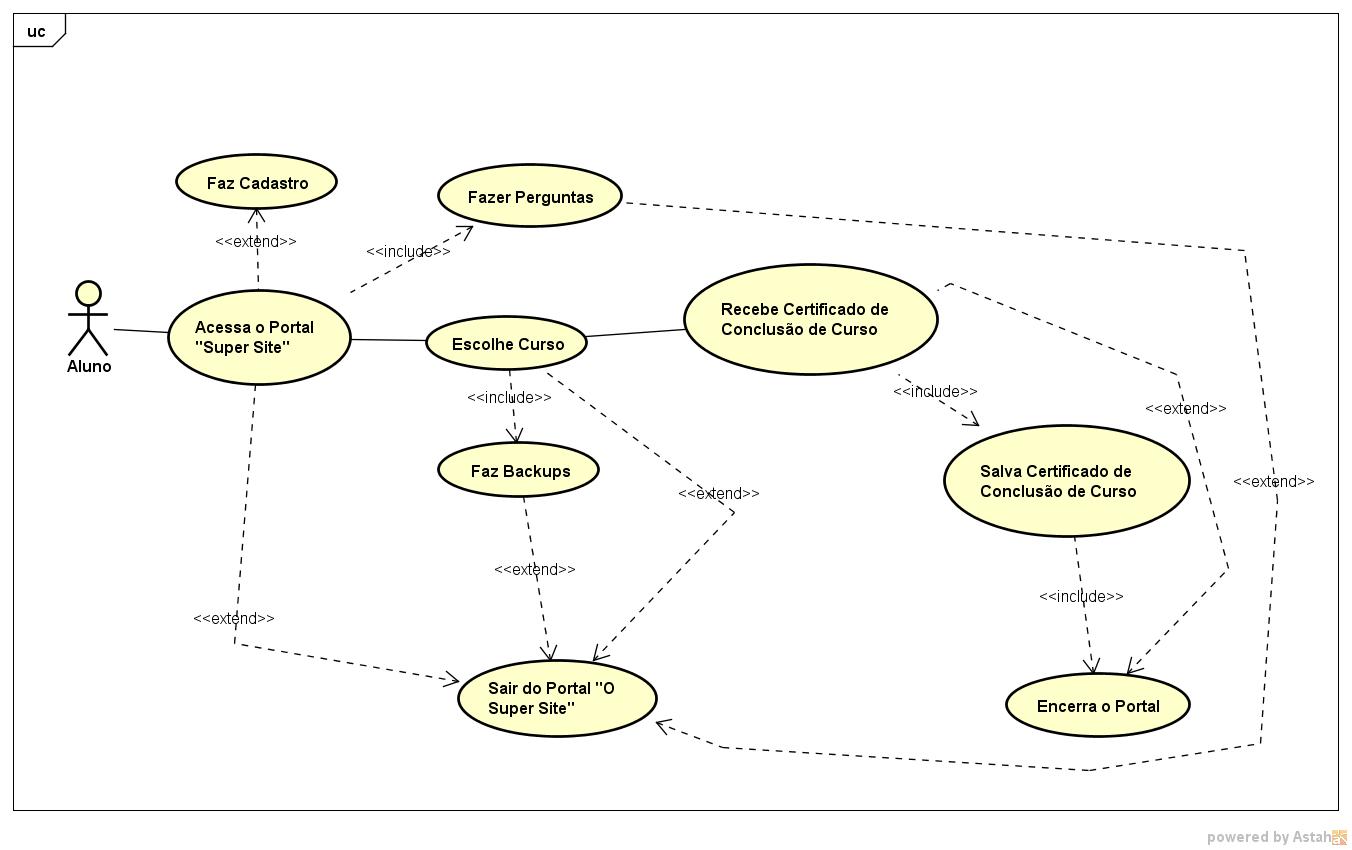 uc
Faz Cadastro
Fazer Perguntas
<<extend>>
<<include>>
Recebe Certificado de
Conclusão de Curso
Acessa o Portal
"Super Site"
Escolhe Curso
Aluno
<<include>>
<<include>>
<<extend>>
Faz Backups
Salva Certificado de
Conclusão de Curso
<<extend>>
<<extend>>
<<extend>>
<<include>>
<<extend>>
Sair do Portal "O
Super Site"
Encerra o Portal
powered by Astah